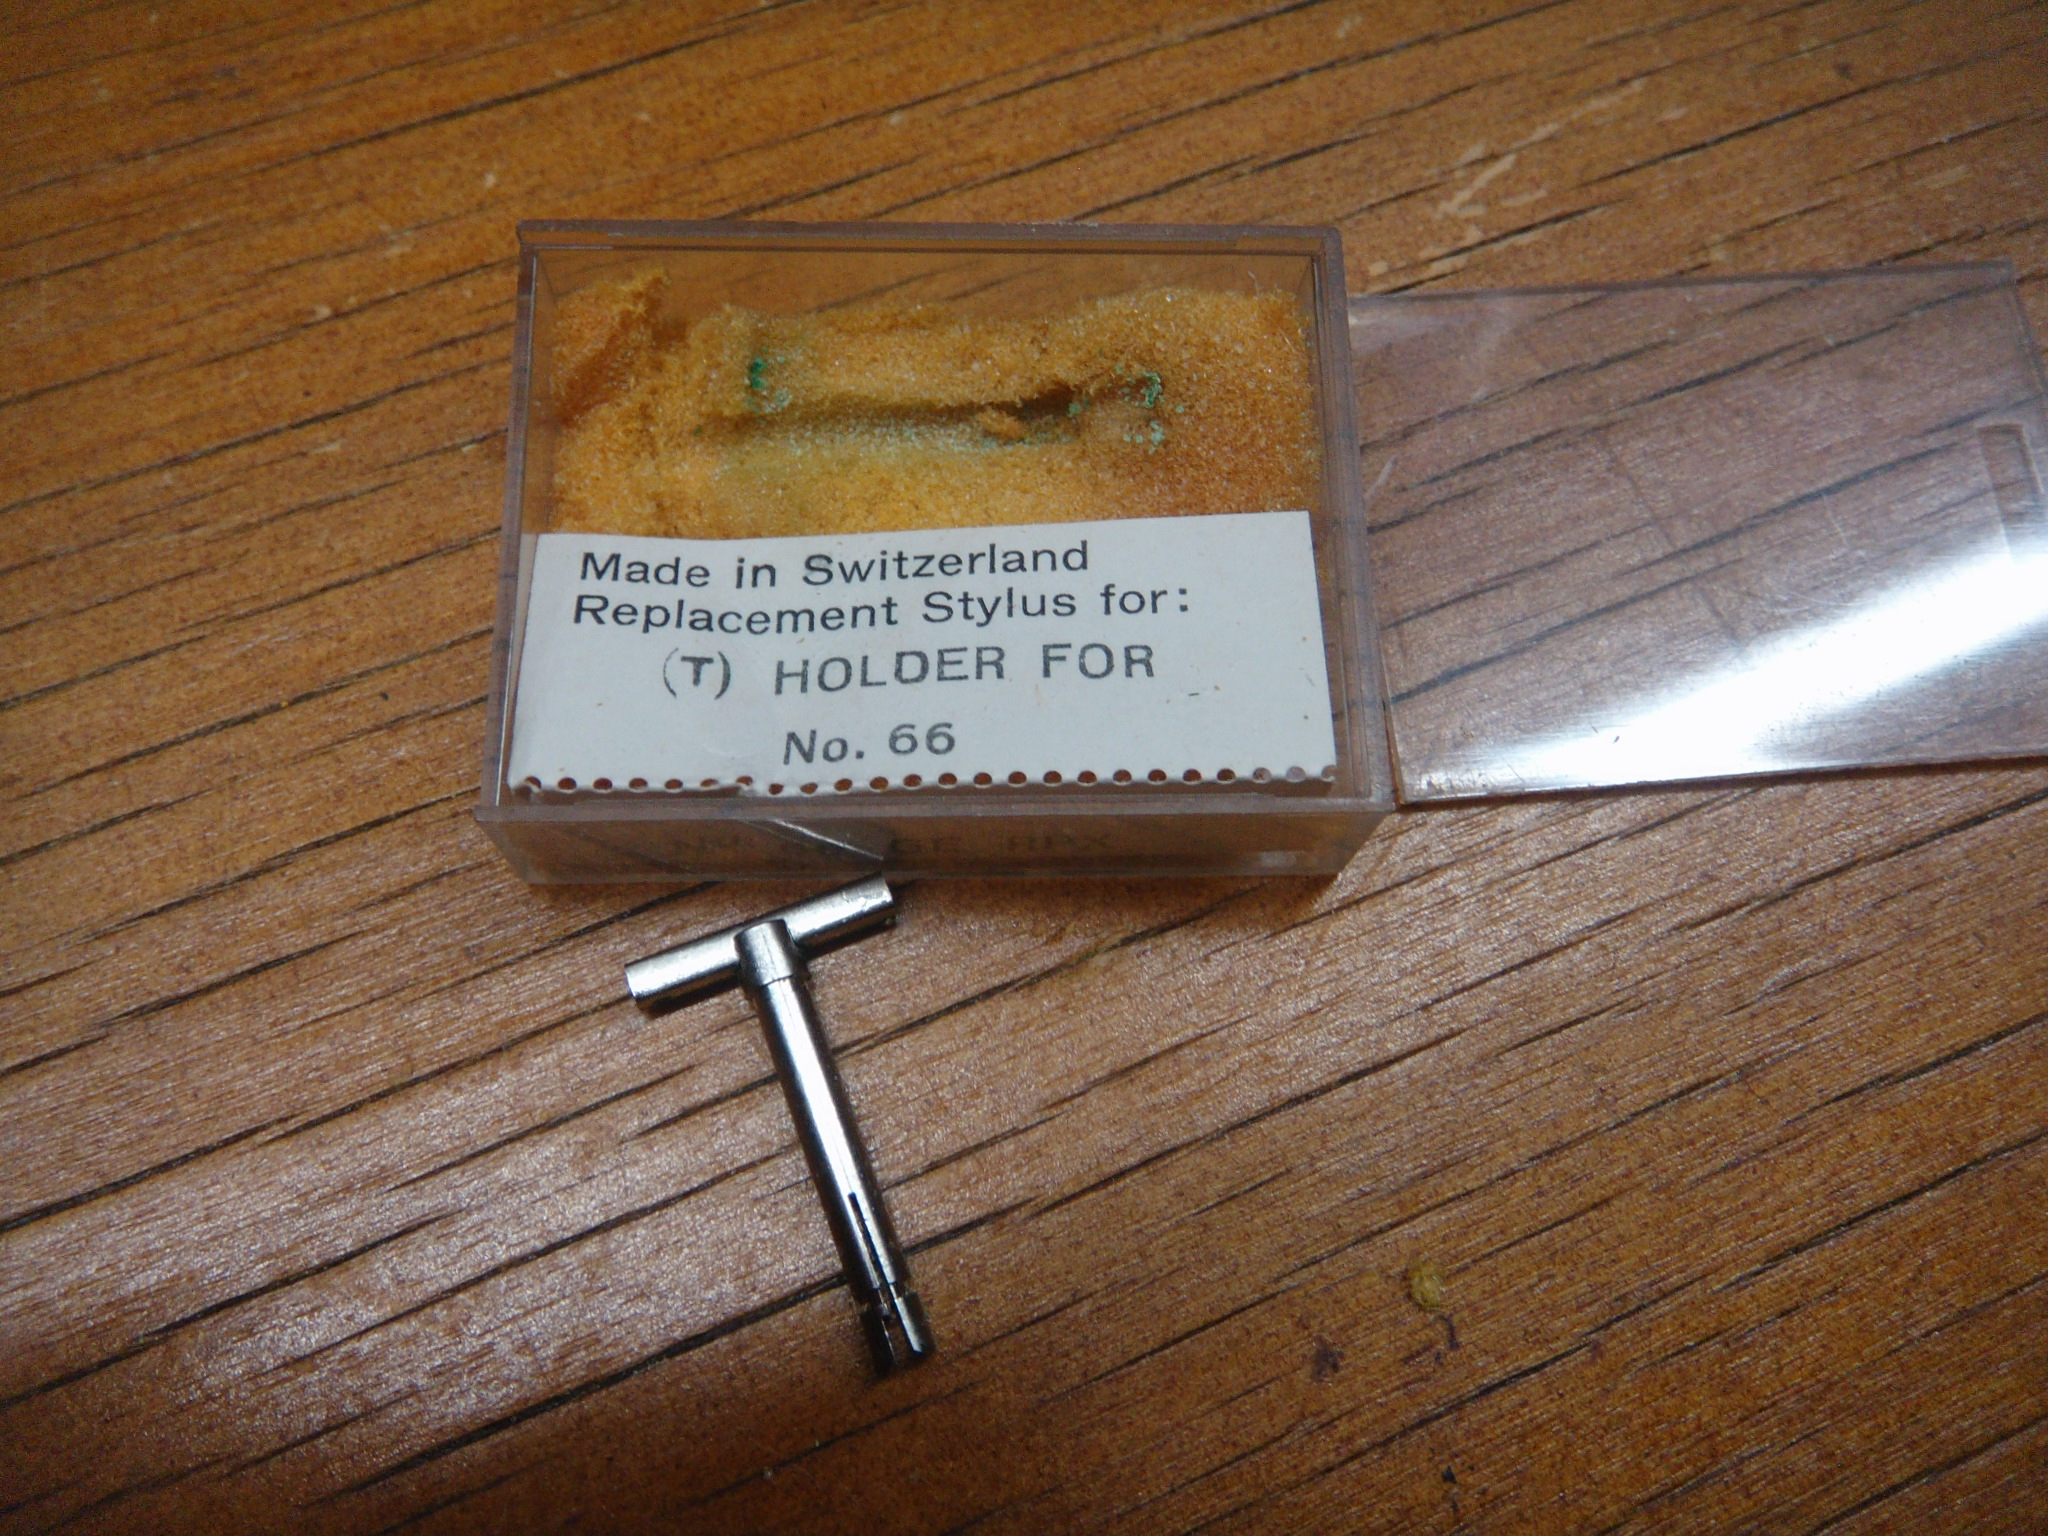 Made in Switzerland
Replacement Stylus for:
(T) HOLDER FOR
No. 66